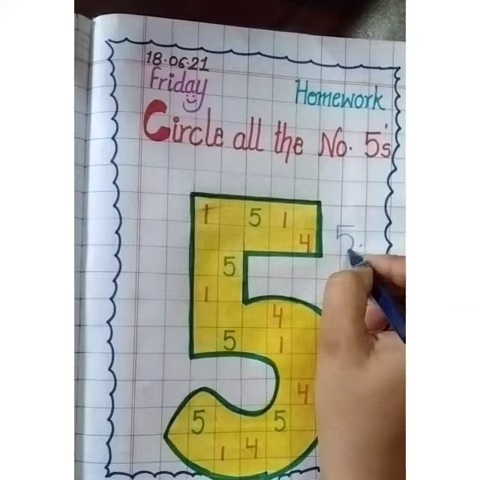 18.06.21
Friday
Homework
Circle all the No. 5's
1 5 1
4 5.
5
1
4
5 1
4
5 5
1 4